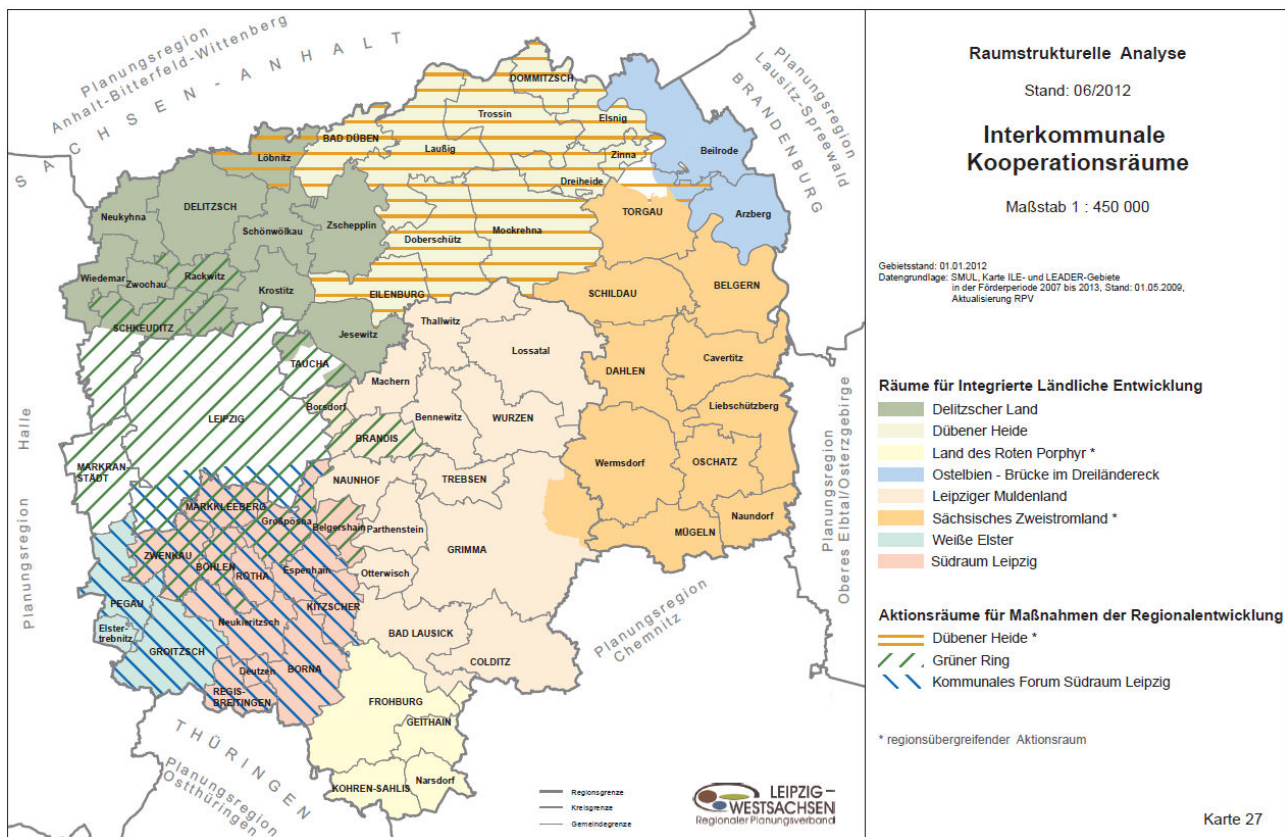 Planungsregion
Anhalt-Bitterfeld-Wittenberg
SACHSEN-ANHALT
Planungsregion
Lausitz-Spreewald
BRANDENBURG
DOMMITZSCH
Trossin
Elsnig
BAD DÜBEN
Löbnitz
Laußig
Zinna
Beilrode
Dreiheide
Neukyhna
DELITZSCH
Zschepplin
TORGAU
Arzberg
Schönwölkau
Mockrehna
Doberschütz
Wiedemar
Zwochau
Rackwitz
Krostitz
EILENBURG
SCHILDAU
BELGERN
SCHKEUDITZ
Jesewitz
Thallwitz
Lossatal
TAUCHA
Machern
DAHLEN
Cavertitz
Borsdorf
LEIPZIG
Bennewitz
WURZEN
Liebschützberg
BRANDIS
MARKRAN-
STÄDT
Wermsdorf
OSCHATZ
NAUNHOF
TREBSEN
MARKKLEEBERG
Großpösna
Belgershain
Parthenstein
Naundorf
MÜGELN
ZWENKAU
BÖHLEN
RÖTHA
Espenhain
Otterwisch
GRIMMA
PEGAU
KITZSCHER
Elster-
trebnitz
Neukieritzsch
GROITZSCH
BAD LAUSICK
COLDITZ
Deutzen
BORNA
REGIS-
BREITINGEN
FROHBURG
GEITHAIN
KOHREN-SAHLIS
Narsdorf
Planungsregion Halle
Planungsregion
Oberes Elbtal/Osterzgebirge
Planungsregion
Chemnitz
THÜRINGEN
Planungsregion
Ostthüringen
Regionsgrenze
Kreisgrenze
Gemeindegrenze
LEIPZIG–
WESTSACHSEN
Regionaler Planungsverband
Raumstrukturelle Analyse
Stand: 06/2012
Interkommunale
Kooperationsräume
Maßstab 1 : 450 000
Gebietsstand: 01.01.2012
Datengrundlage: SMUL, Karte ILE- und LEADER-Gebiete
in der Förderperiode 2007 bis 2013, Stand: 01.05.2009,
Aktualisierung RPV
Räume für Integrierte Ländliche Entwicklung
Delitzscher Land
Dübener Heide
Land des Roten Porphyr *
Ostelbien - Brücke im Dreiländereck
Leipziger Muldenland
Sächsisches Zweistromland *
Weiße Elster
Südraum Leipzig
Aktionsräume für Maßnahmen der Regionalentwicklung
Dübener Heide *
Grüner Ring
Kommunales Forum Südraum Leipzig
* regionsübergreifender Aktionsraum
Karte 27